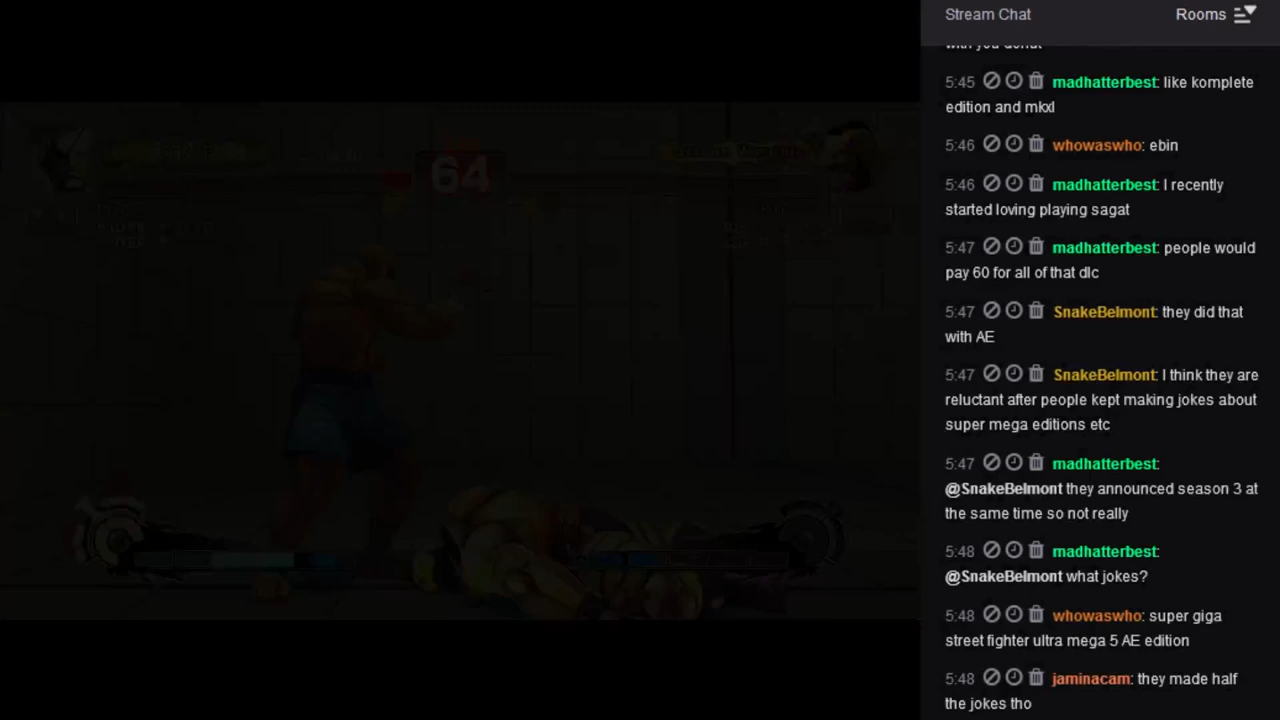 Stream Chat
Rooms
5:45 madhatterbest: like komplete
edition and mkxl
5:46 whowaswho: ebin
5:46 madhatterbest: I recently
started loving playing sagat
5:47 madhatterbest: people would
pay 60 for all of that dlc
5:47 SnakeBelmont: they did that
with AE
5:47 SnakeBelmont: I think they are
reluctant after people kept making jokes about
super mega editions etc
5:47 madhatterbest:
@SnakeBelmont they announced season 3 at
the same time so not really
5:48 madhatterbest:
@SnakeBelmont what jokes?
5:48 whowaswho: super giga
street fighter ultra mega 5 AE edition
5:48 jaminacam: they made half
the jokes tho
64